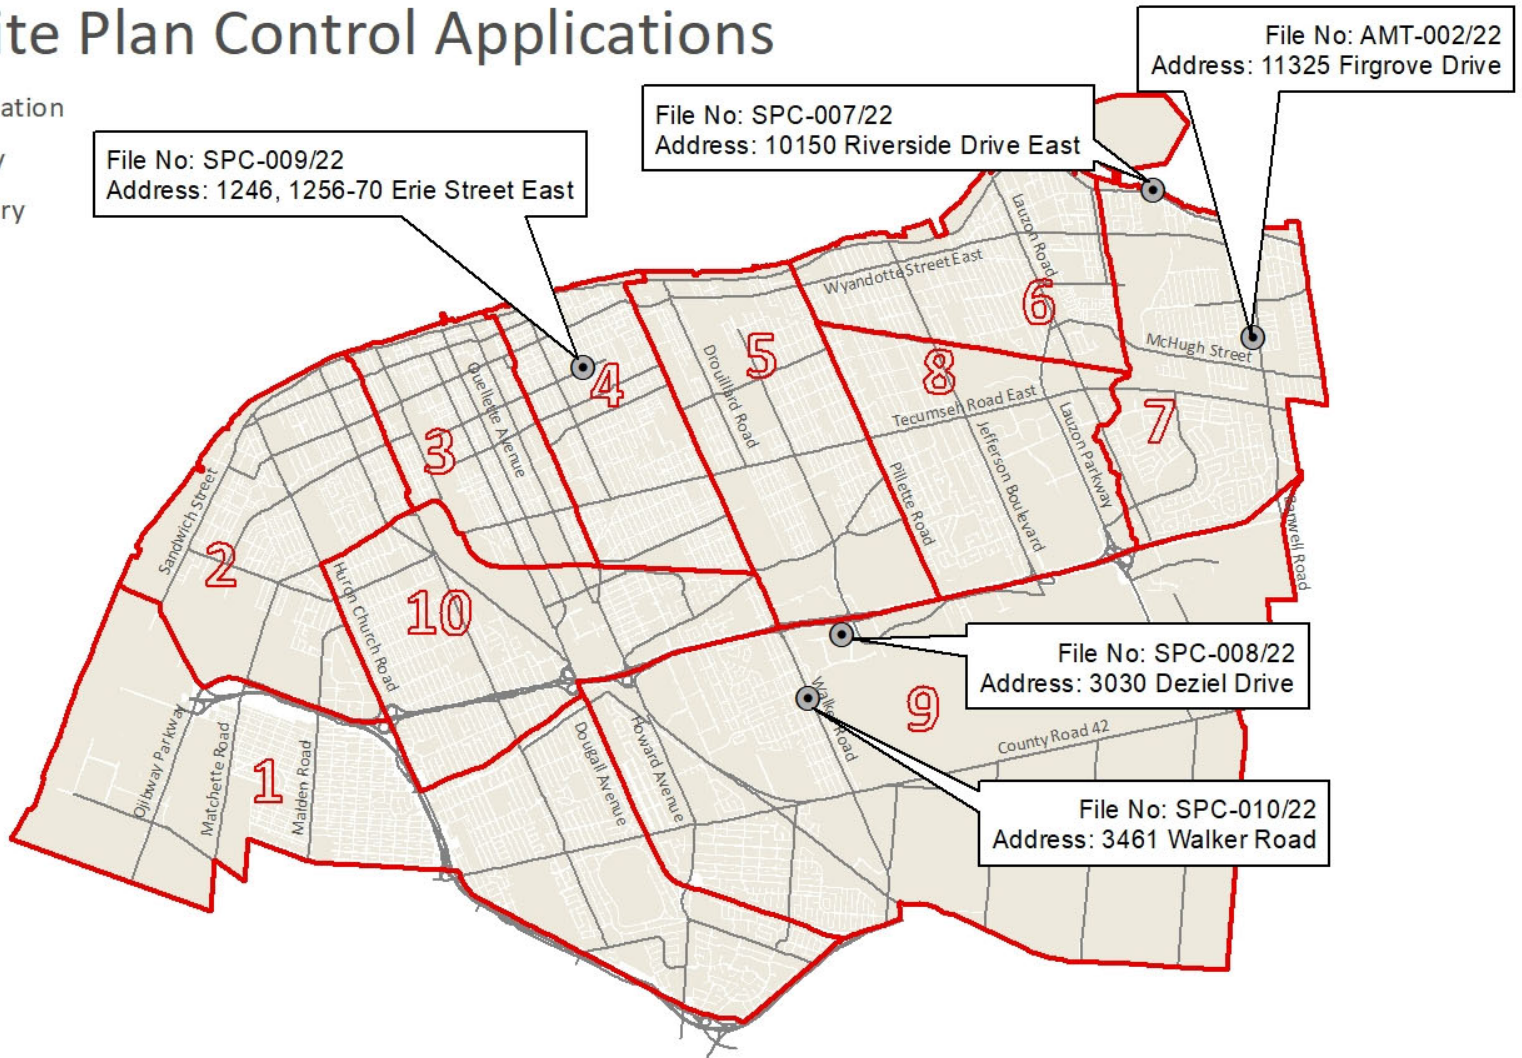 ite Plan Control Applications
ation
y
ry
File No: AMT-002/22
Address: 11325 Firgrove Drive
File No: SPC-007/22
Address: 10150 Riverside Drive East
File No: SPC-009/22
Address: 1246, 1256-70 Erie Street East
Lauzon Road
Wyandotte Street East
6
McHugh Street
5
8
4
Drouillard Road
Ouellette Avenue
Tecumseh Road East
7
3
Lauzon Parkway
Jefferson Boulevard
Pillette Road
Sandwich Street
Banwell Road
2
10
Huron Church Road
File No: SPC-008/22
Address: 3030 Deziel Drive
9
Walker Road
County Road 42
Howard Avenue
Dougall Avenue
Ojibway Parkway
Matchette Road
Malden Road
1
File No: SPC-010/22
Address: 3461 Walker Road